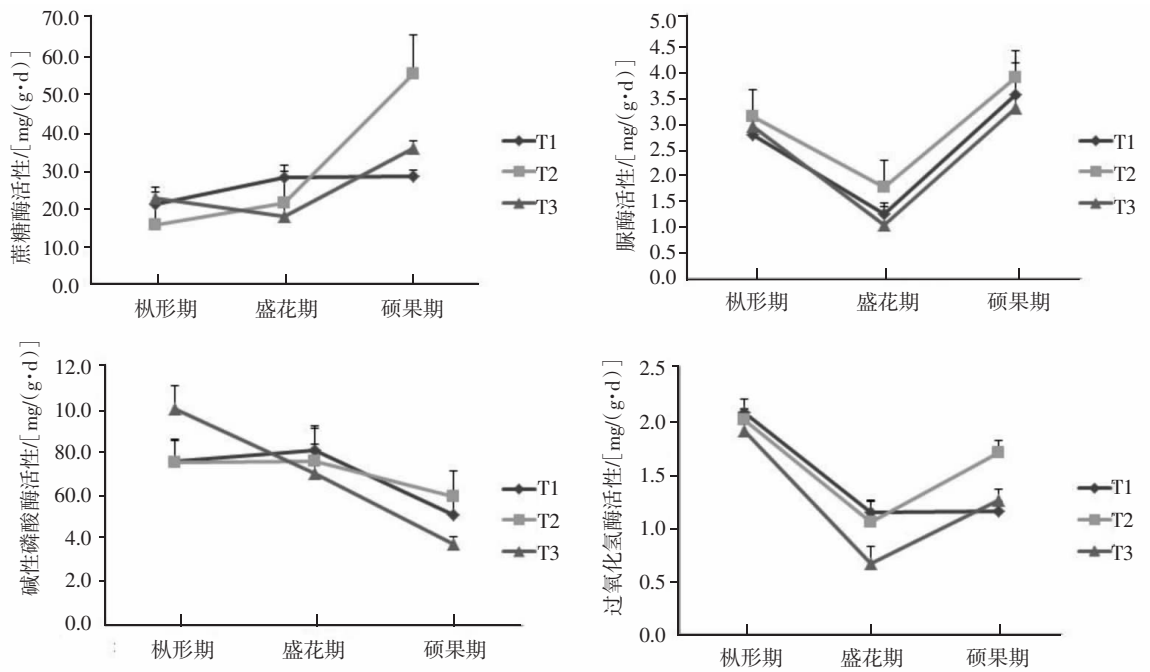 70.0
60.0
50.0
40.0
30.0
20.0
10.0
0.0
蔗糖酶活性/[mg/(g·d)]
枞形期 盛花期 硕果期
T1
T2
T3
5.0
4.5
4.0
3.5
3.0
2.5
2.0
1.5
1.0
0.5
0.0
脲酶活性/[mg/(g·d)]
枞形期 盛花期 硕果期
T1
T2
T3
12.0
10.0
80.0
60.0
4.0
2.0
0.0
碱性磷酸酶活性/[mg/(g·d)]
枞形期 盛花期 硕果期
T1
T2
T3
2.5
2.0
1.5
1.0
0.5
0.0
过氧化氢酶活性/[mg/(g·d)]
枞形期 盛花期 硕果期
T1
T2
T3